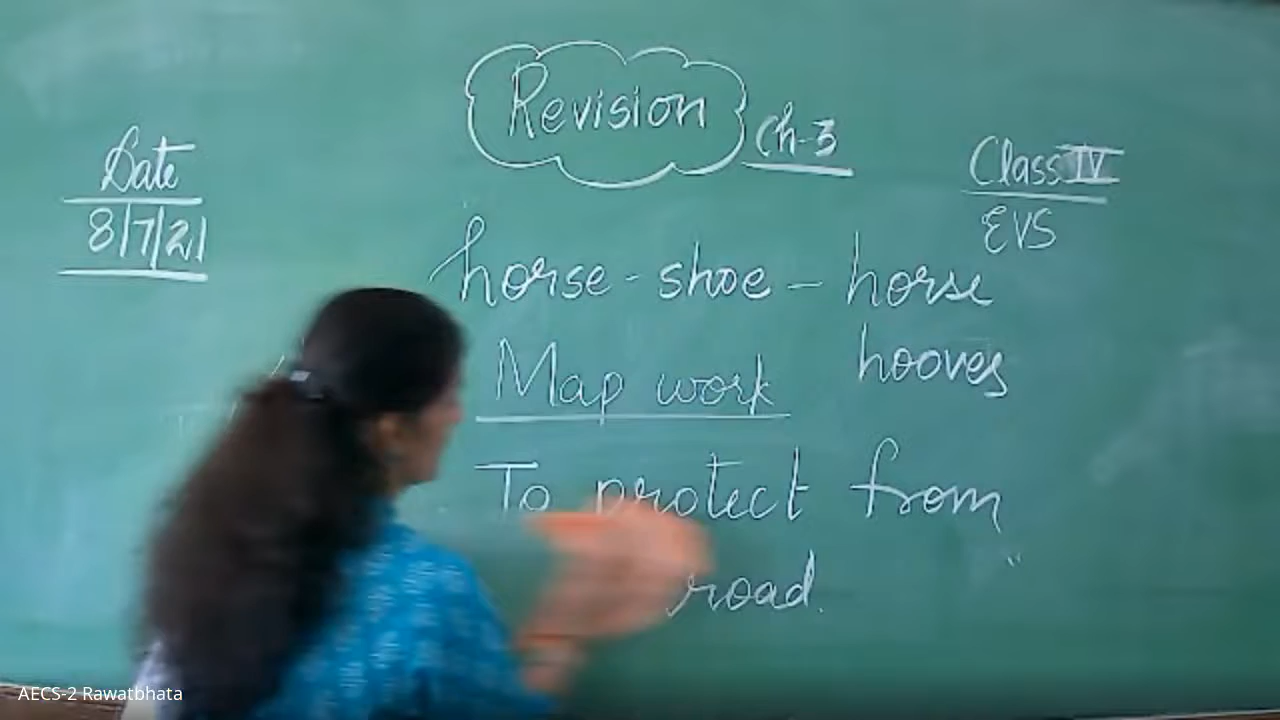 Revision
Ch-3
Date
8/7/21
Class IV
EVS
horse - shoe - horse
hooves
Map work
To protect from
road.
AECS-2 Rawatbhata